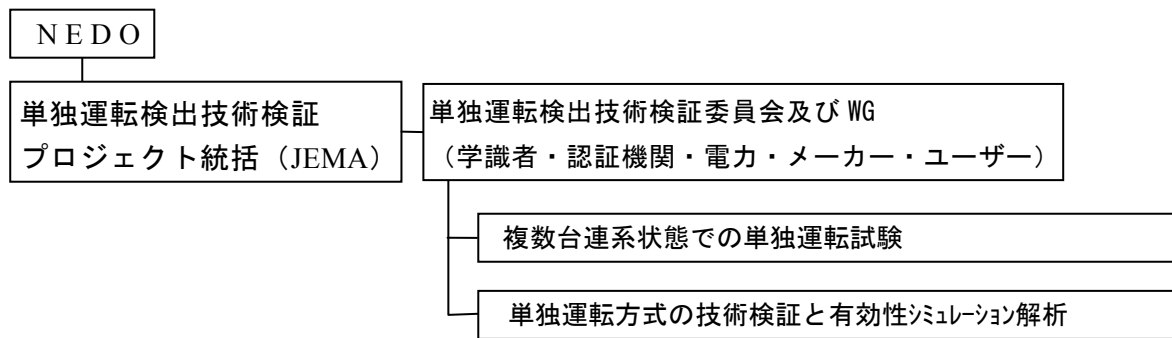 NEDO
単独運転検出技術検証
プロジェクト統括（JEMA）
単独運転検出技術検証委員会及び WG
（学識者・認証機関・電力・メーカー・ユーザー）
複数台連系状態での単独運転試験
単独運転方式の技術検証と有効性ｼﾐｭﾚｰｼｮﾝ解析